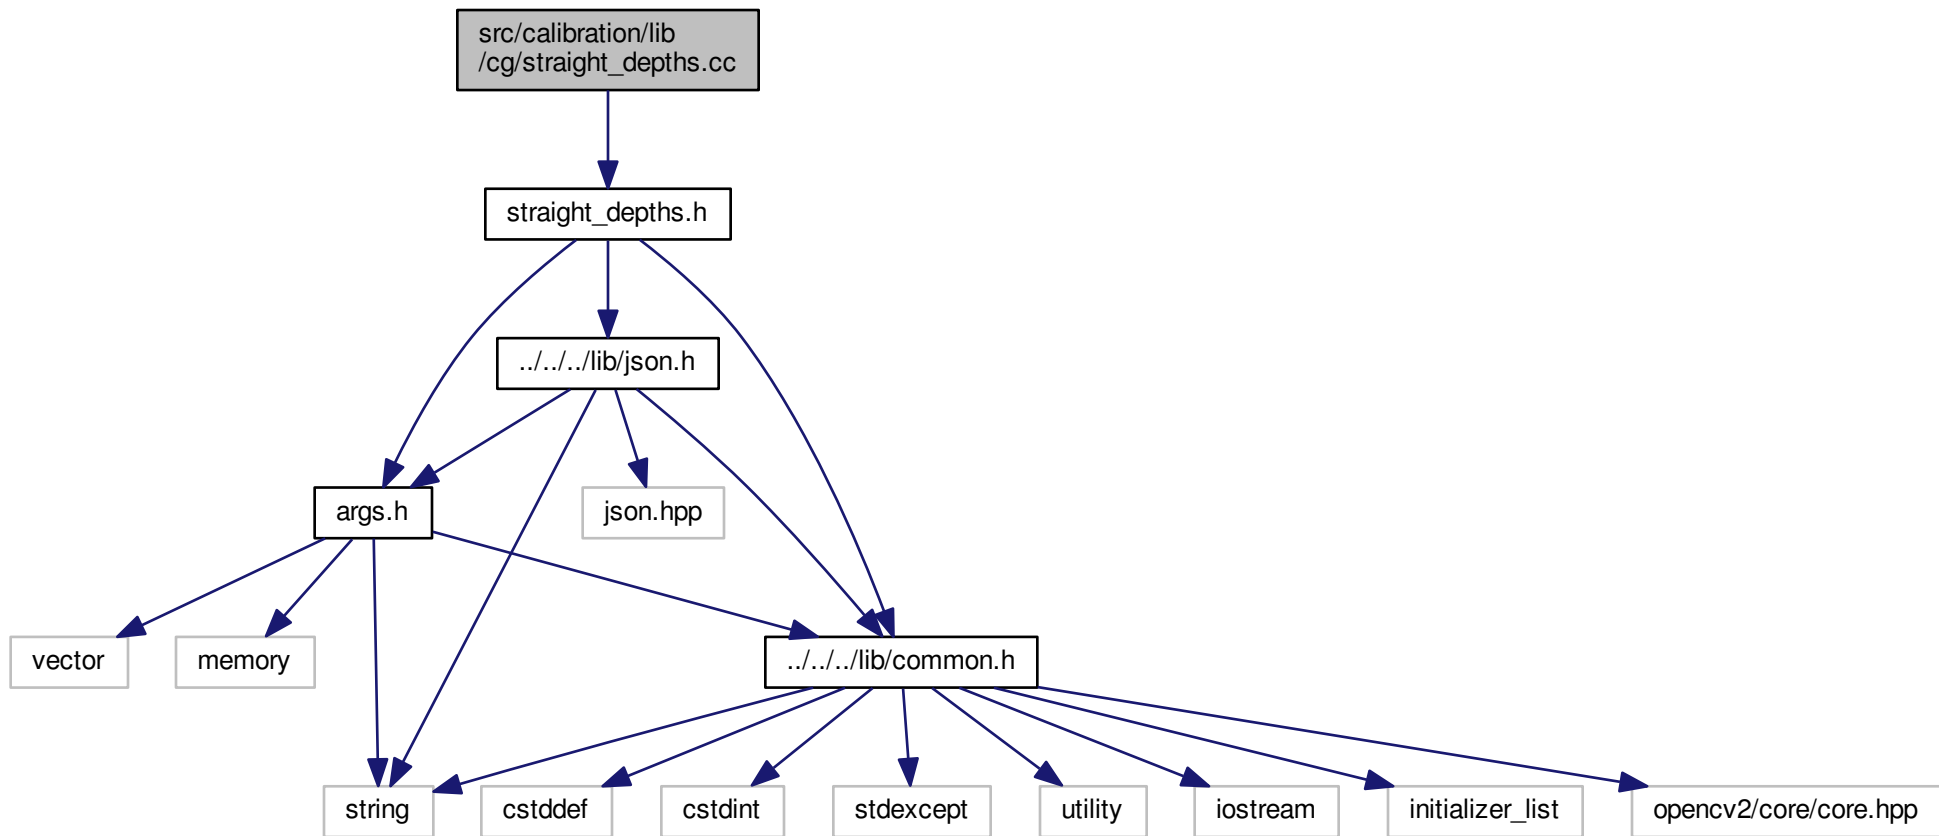 src/calibration/lib
/cg/straight_depths.cc
straight_depths.h
../../../lib/json.h
args.h
json.hpp
vector
memory
../../../lib/common.h
string
cstddef
cstdint
stdexcept
utility
iostream
initializer_list
opencv2/core/core.hpp